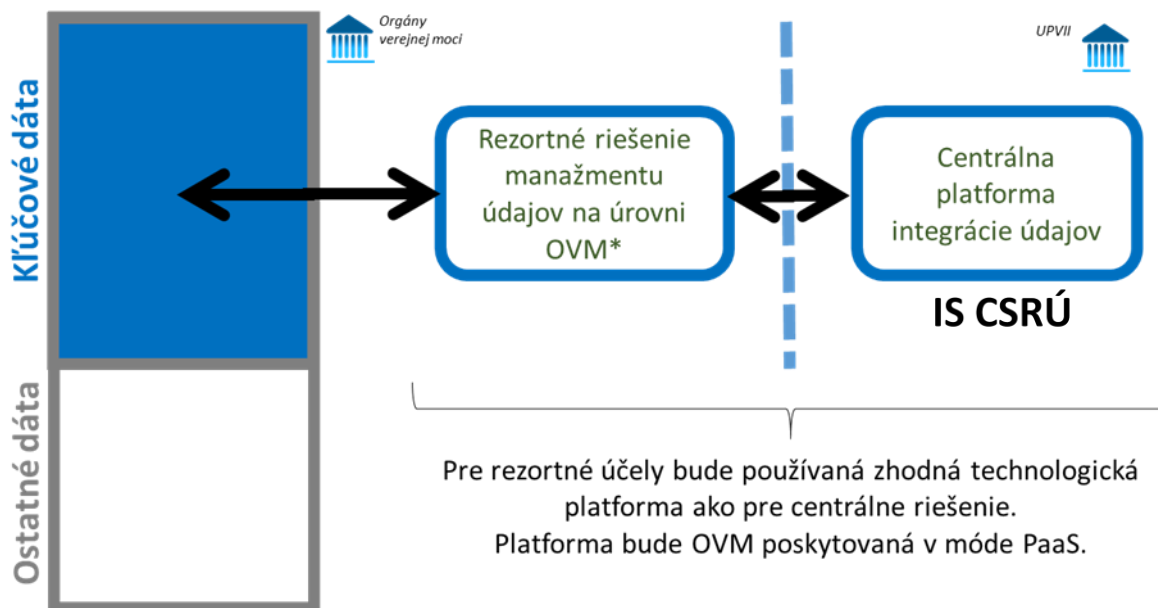 Orgány
verejnej moci
UPVII
Kľúčové dáta
Rezortné riešenie
manažmentu
údajov na úrovni
OVM*
Centrálna
platforma
integrácie údajov
IS CSRÚ
Ostatné dáta
Pre rezortné účely bude používaná zhodná technologická
platforma ako pre centrálne riešenie.
Platforma bude OVM poskytovaná v móde PaaS.